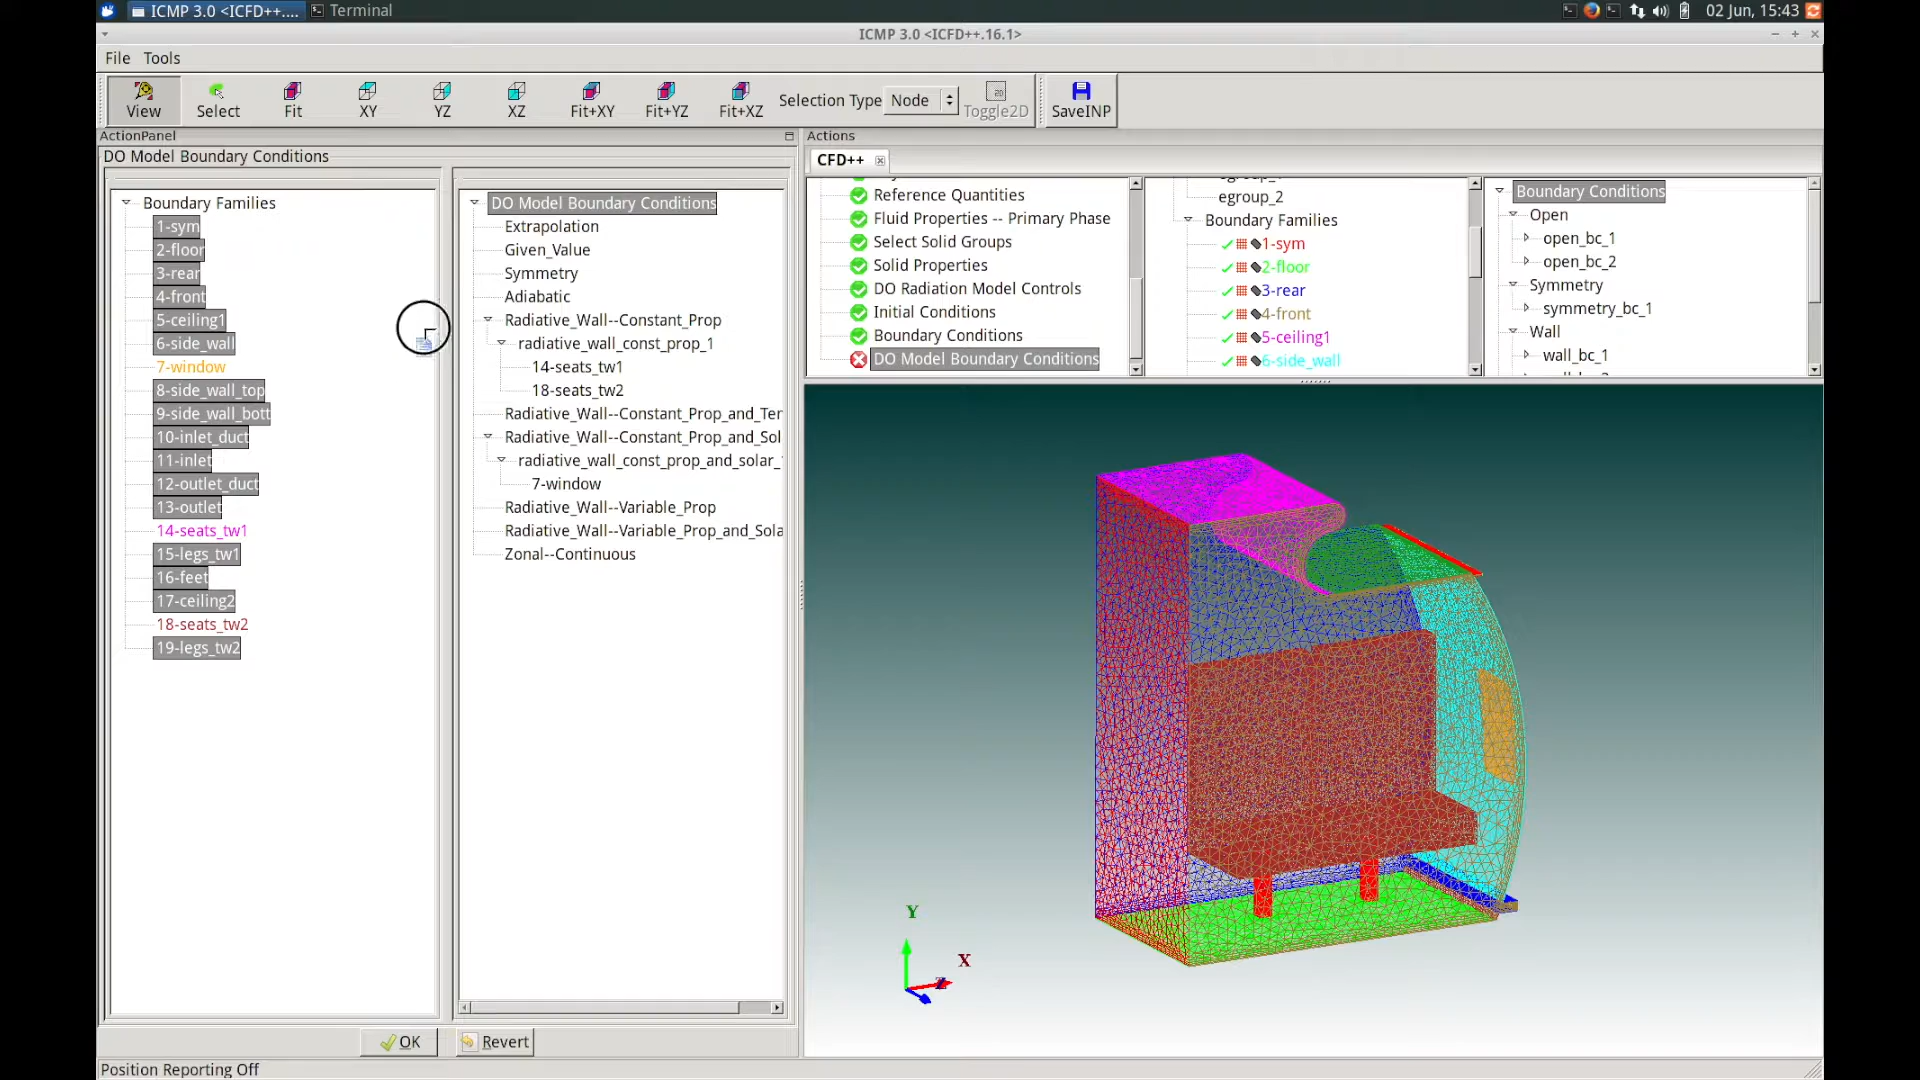 ICMP 3.0 <ICFD++....
Terminal
02 Jun, 15:43
ICMP 3.0 <ICFD++.16.1>
File Tools
View
Select
Fit
XY
YZ
XZ
Fit+XY
Fit+YZ
Fit+XZ
Selection Type
Node
Toggle2D
SaveINP
ActionPanel
DO Model Boundary Conditions
Boundary Families
1-sym
2-floor
3-rear
4-front
5-ceiling1
6-side_wall
7-window
8-side_wall_top
9-side_wall_bott
10-inlet_duct
11-inlet
12-outlet_duct
13-outlet
14-seats_tw1
15-legs_tw1
16-feet
17-ceiling2
18-seats_tw2
19-legs_tw2
DO Model Boundary Conditions
Extrapolation
Given_Value
Symmetry
Adiabatic
Radiative_Wall--Constant_Prop
radiative_wall_const_prop_1
14-seats_tw1
18-seats_tw2
Radiative_Wall--Constant_Prop_and_Ter
Radiative_Wall--Constant_Prop_and_Sol
radiative_wall_const_prop_and_solar_
7-window
Radiative_Wall--Variable_Prop
Radiative_Wall--Variable_Prop_and_Sola
Zonal--Continuous
OK
Revert
Position Reporting Off
Actions
CFD++
Reference Quantities
Fluid Properties -- Primary Phase
Select Solid Groups
Solid Properties
DO Radiation Model Controls
Initial Conditions
Boundary Conditions
DO Model Boundary Conditions
egroup_2
Boundary Families
1-sym
2-floor
3-rear
4-front
5-ceiling1
6-side_wall
Boundary Conditions
Open
open_bc_1
open_bc_2
Symmetry
symmetry_bc_1
Wall
wall_bc_1
Y
X
Z